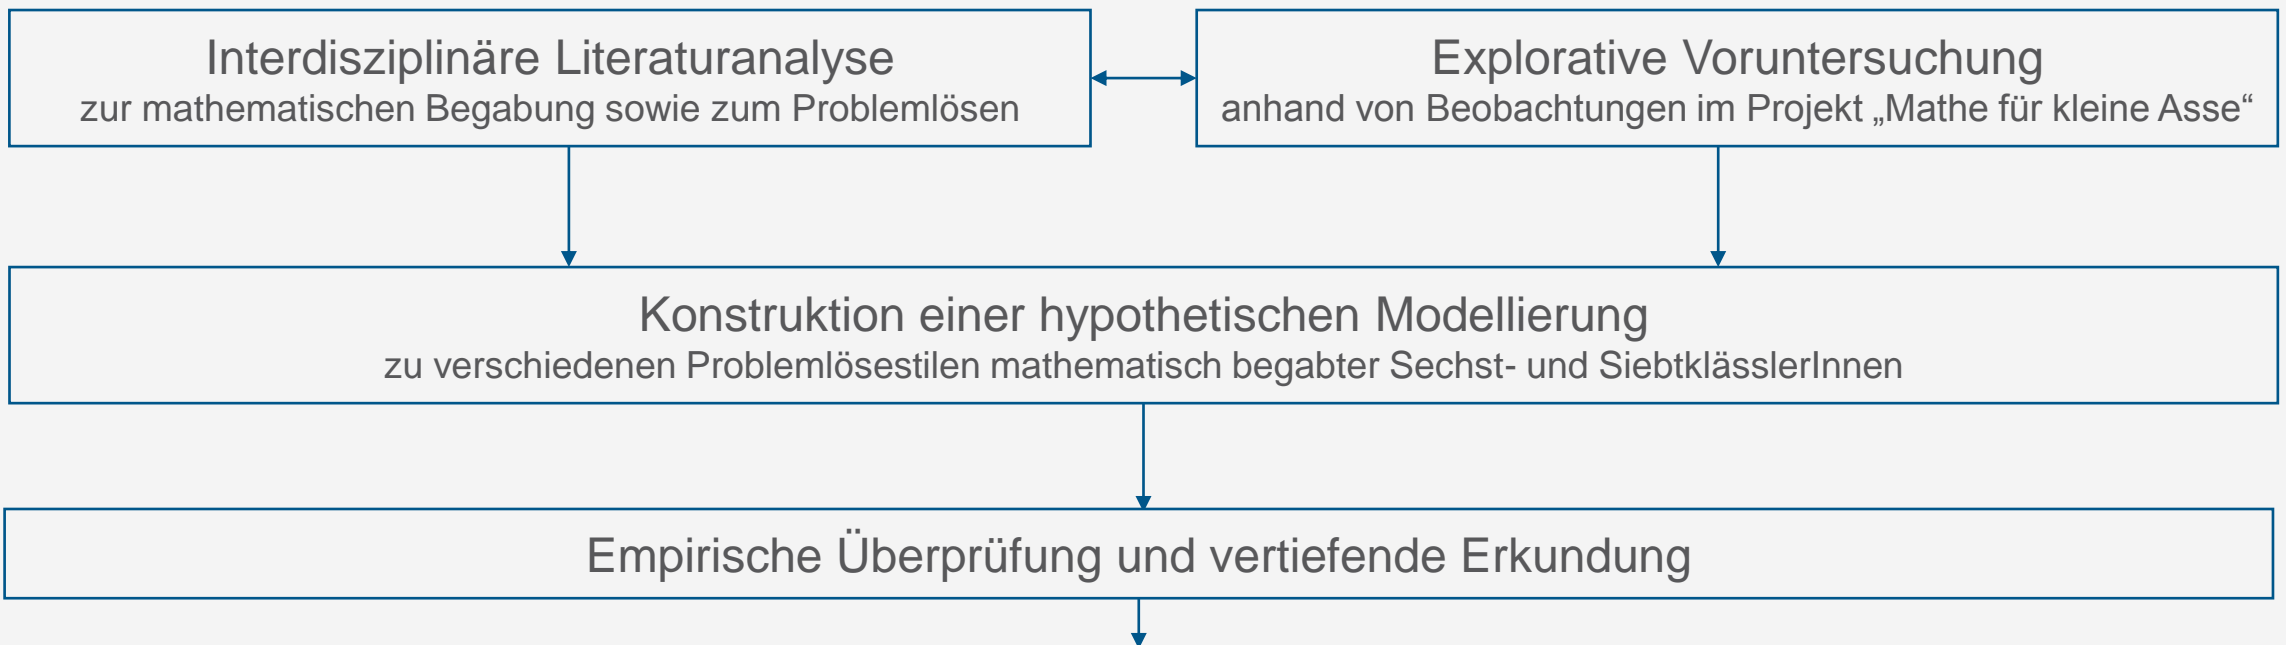 Interdisziplinäre Literaturanalyse
zur mathematischen Begabung sowie zum Problemlösen
Explorative Voruntersuchung
anhand von Beobachtungen im Projekt „Mathe für kleine Asse“
Konstruktion einer hypothetischen Modellierung
zu verschiedenen Problemlösestilen mathematisch begabter Sechst- und SiebtklässlerInnen
Empirische Überprüfung und vertiefende Erkundung